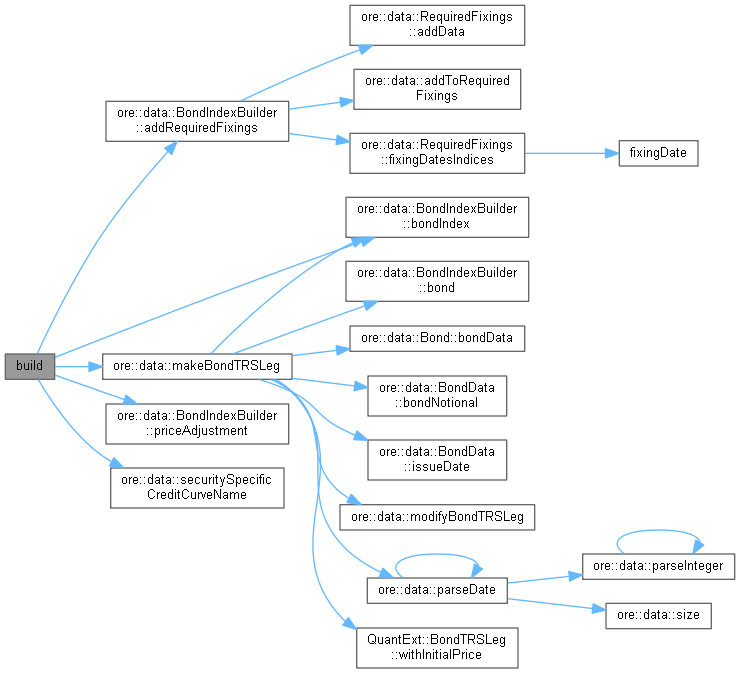 ore::data::RequiredFixings
::addData
ore::data::addToRequired
Fixings
ore::data::BondIndexBuilder
::addRequiredFixings
ore::data::RequiredFixings
::fixingDatesIndices
fixingDate
ore::data::BondIndexBuilder
::bondIndex
ore::data::BondIndexBuilder
::bond
ore::data::Bond::bondData
build
ore::data::makeBondTRSLeg
ore::data::BondData
::bondNotional
ore::data::BondIndexBuilder
::priceAdjustment
ore::data::BondData
::issueDate
ore::data::securitySpecific
CreditCurveName
ore::data::modifyBondTRSLeg
ore::data::parseInteger
ore::data::parseDate
ore::data::size
QuantExt::BondTRSLeg
::withInitialPrice